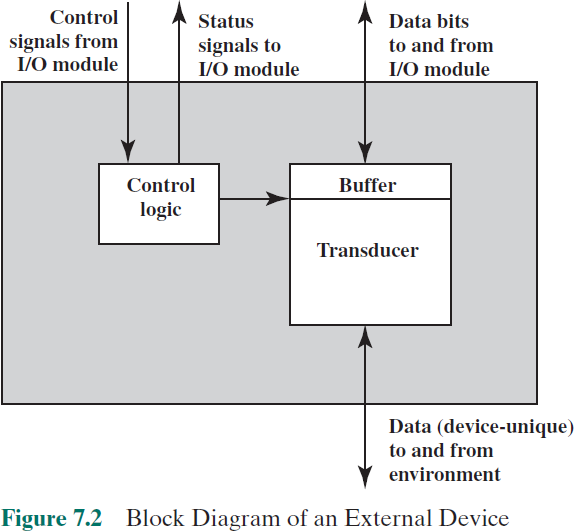 Control
signals from
I/O module
Status
signals to
I/O module
Data bits
to and from
I/O module
Control
logic
Buffer
Transducer
Data (device-unique)
to and from
environment
Figure 7.2 Block Diagram of an External Device